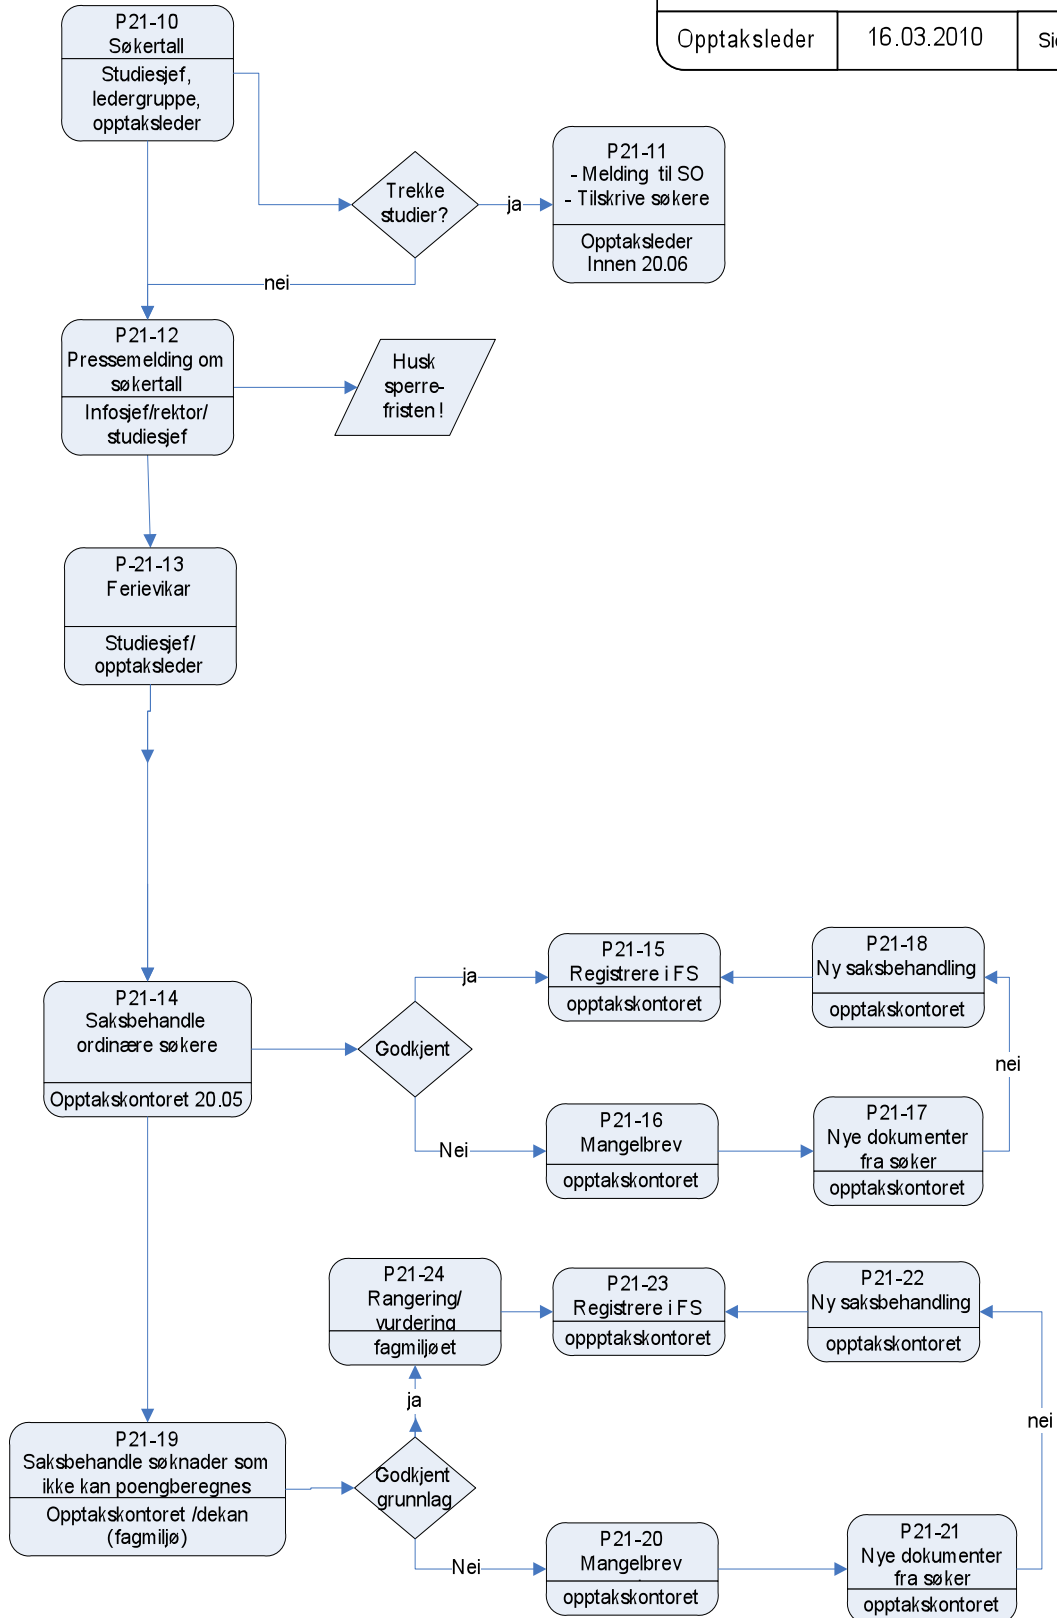 Opptaksleder
16.03.2010
P21-10
Søkertall
Studiesjef,
ledergruppe,
opptaksleder
Trekke
studier?
ja
P21-11
- Melding til SO
- Tilskrive søkere
Opptaksleder
Innen 20.06
nei
P21-12
Pressemelding om
søkertall
Infosjef/rektor/
studiesjef
Husk
sperre-
fristen !
P-21-13
Ferievikar
Studiesjef/
opptaksleder
P21-14
Saksbehandle
ordinære søkere
Opptakskontoret 20.05
Godkjent
ja
P21-15
Registrere i FS
opptakskontoret
P21-18
Ny saksbehandling
opptakskontoret
nei
Nei
P21-16
Mangelbrev
opptakskontoret
P21-17
Nye dokumenter
fra søker
opptakskontoret
P21-24
Rangering/
vurdering
fagmiljøet
P21-23
Registrere i FS
oppptakskontoret
P21-22
Ny saksbehandling
opptakskontoret
ja
nei
P21-19
Saksbehandle søknader som
ikke kan poengberegnes
Opptakskontoret /dekan
(fagmiljø)
Godkjent
grunnlag
Nei
P21-20
Mangelbrev
opptakskontoret
P21-21
Nye dokumenter
fra søker
opptakskontoret